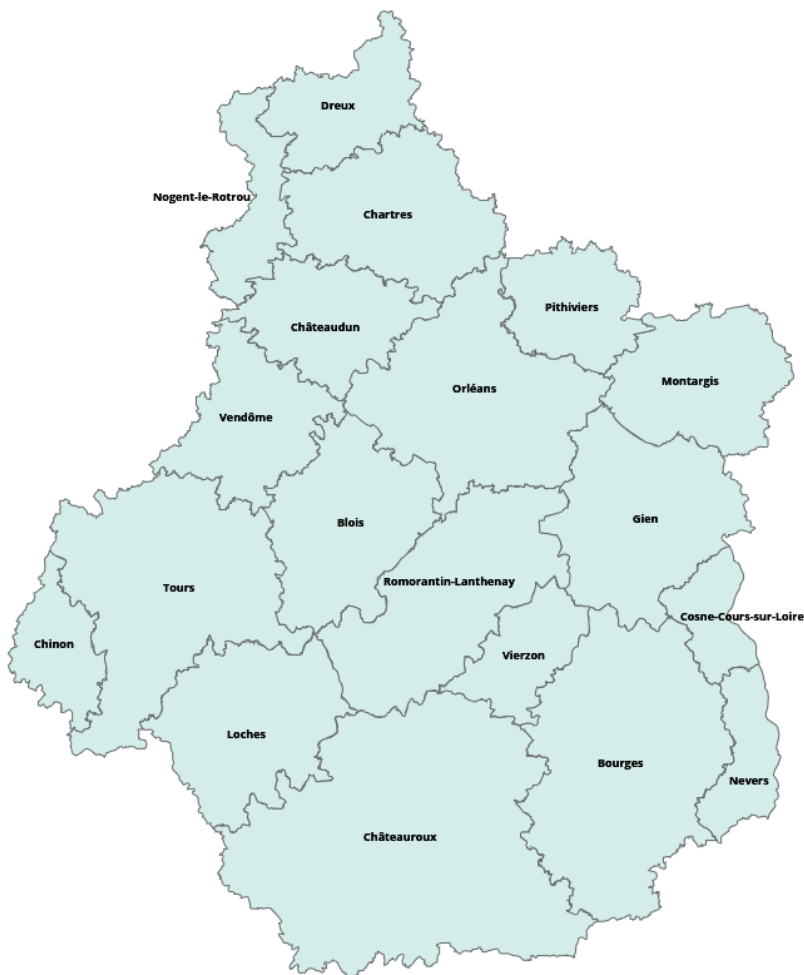 Dreux
Nogent-le-Rotrou
Chartres
Pithiviers
Châteaudun
Montargis
Orléans
Vendôme
Gien
Blois
Romorantin-Lanthenay
Tours
Cosne-Cours-sur-Loire
Chinon
Vierzon
Loches
Bourges
Nevers
Châteauroux